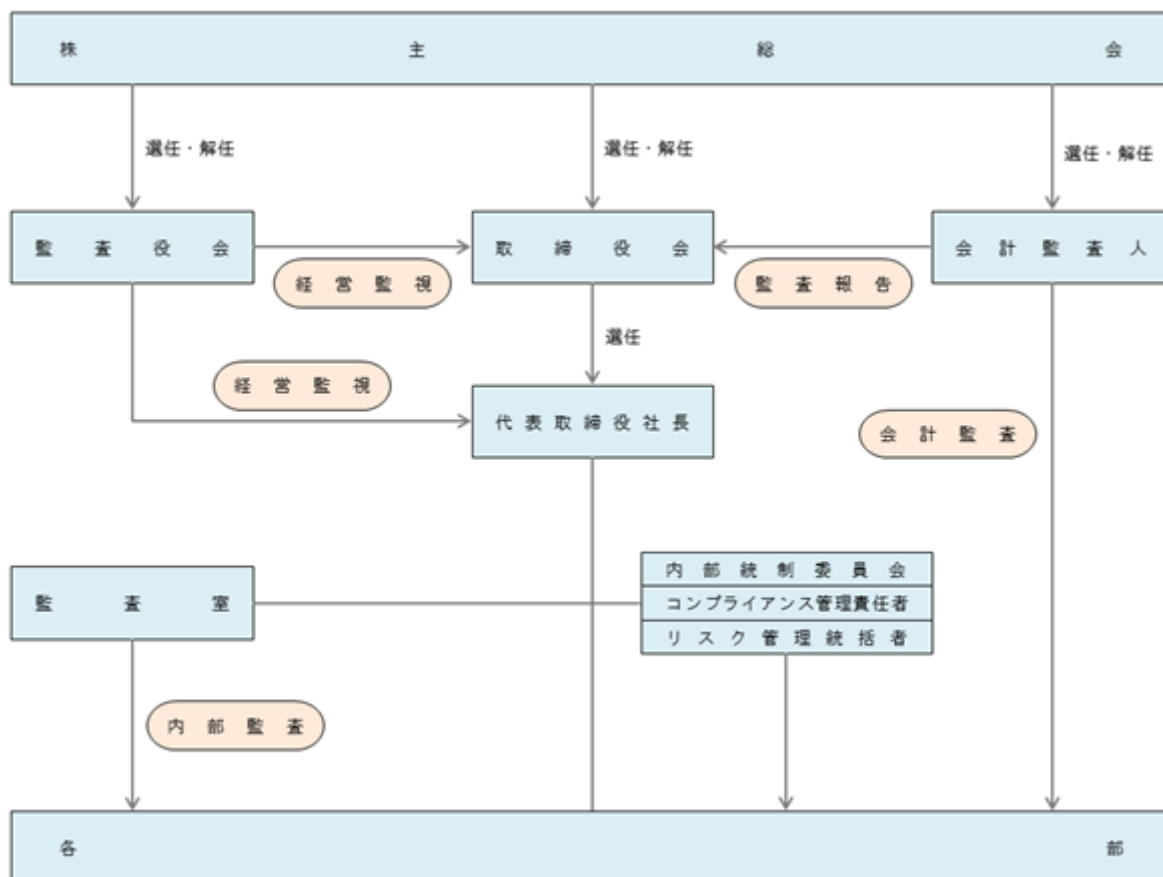 株主総会
選任・解任
選任・解任
選任・解任
監査役会
取締役会
会計監査人
経営監視
監査報告
選任
経営監視
代表取締役社長
会計監査
内部統制委員会
監査室
コンプライアンス管理責任者
リスク管理統括者
内部監査
各部